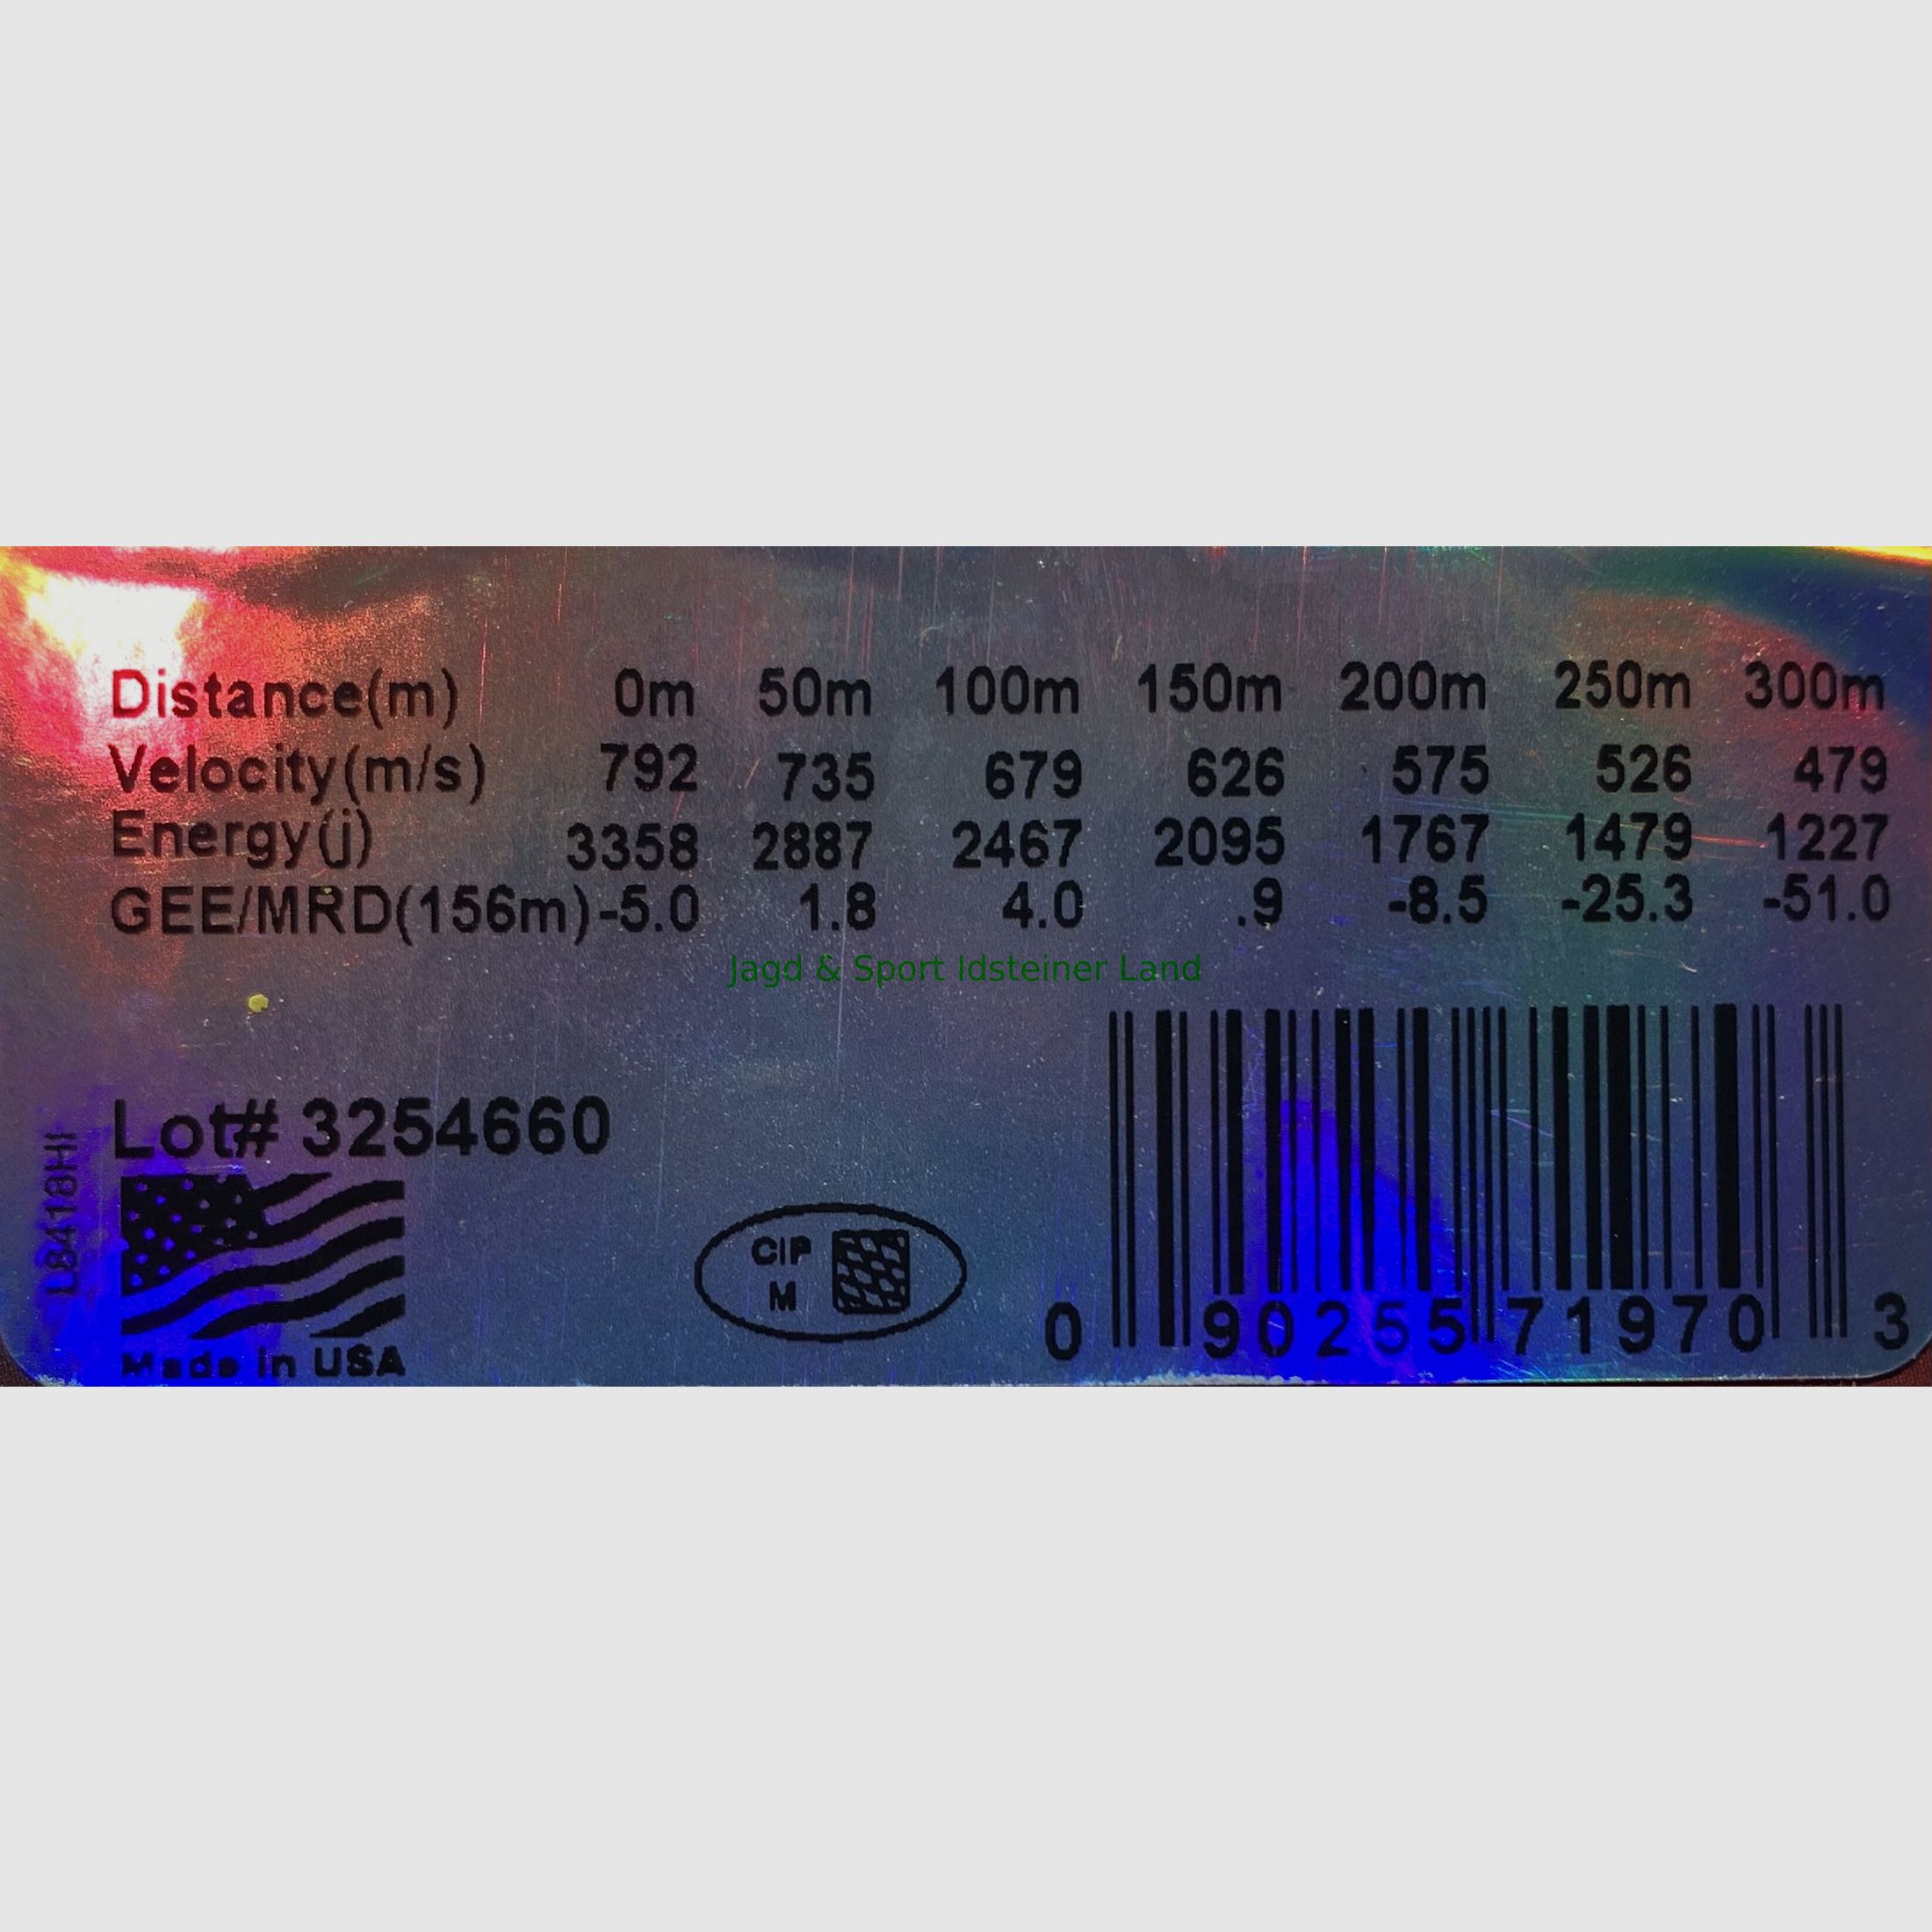 Distance(m) 0m 50m 100m 150m 200m 250m 300m
Velocity(m/s) 792 735 679 626 575 526 479
Energy(j) 3358 2887 2467 2095 1767 1479 1227
GEE/MRD(156m) -5.0 1.8 4.0 .9 -8.5 -25.3 -51.0
Jagd & Sport Idsteiner Land
Lot# 3254660
L8418HI
Made in USA
CIP
M
0 90255 71970 3